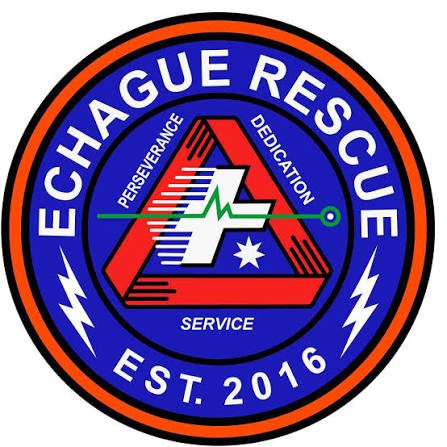 ECHAGUE RESCUE
PERSEVERANCE
DEDICATION
SERVICE
EST. 2016